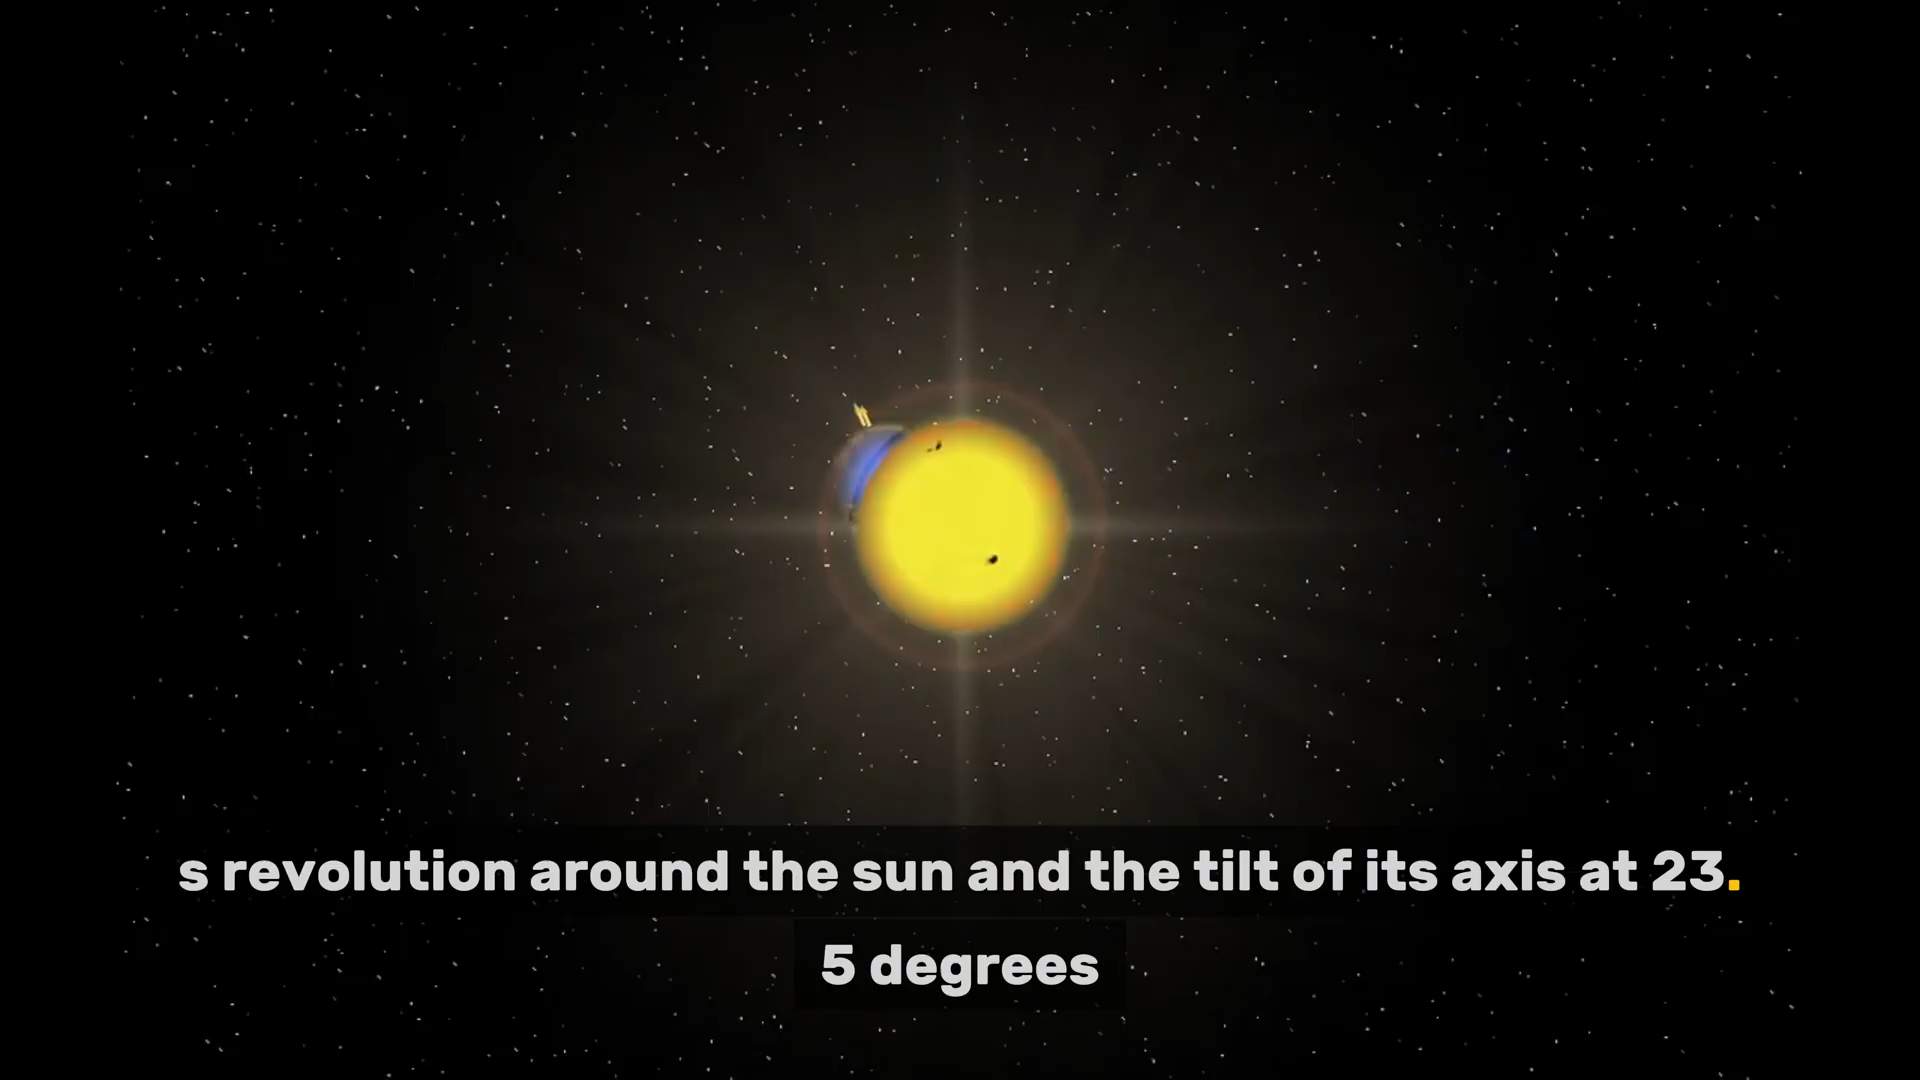 s revolution around the sun and the tilt of its axis at 23.
5 degrees